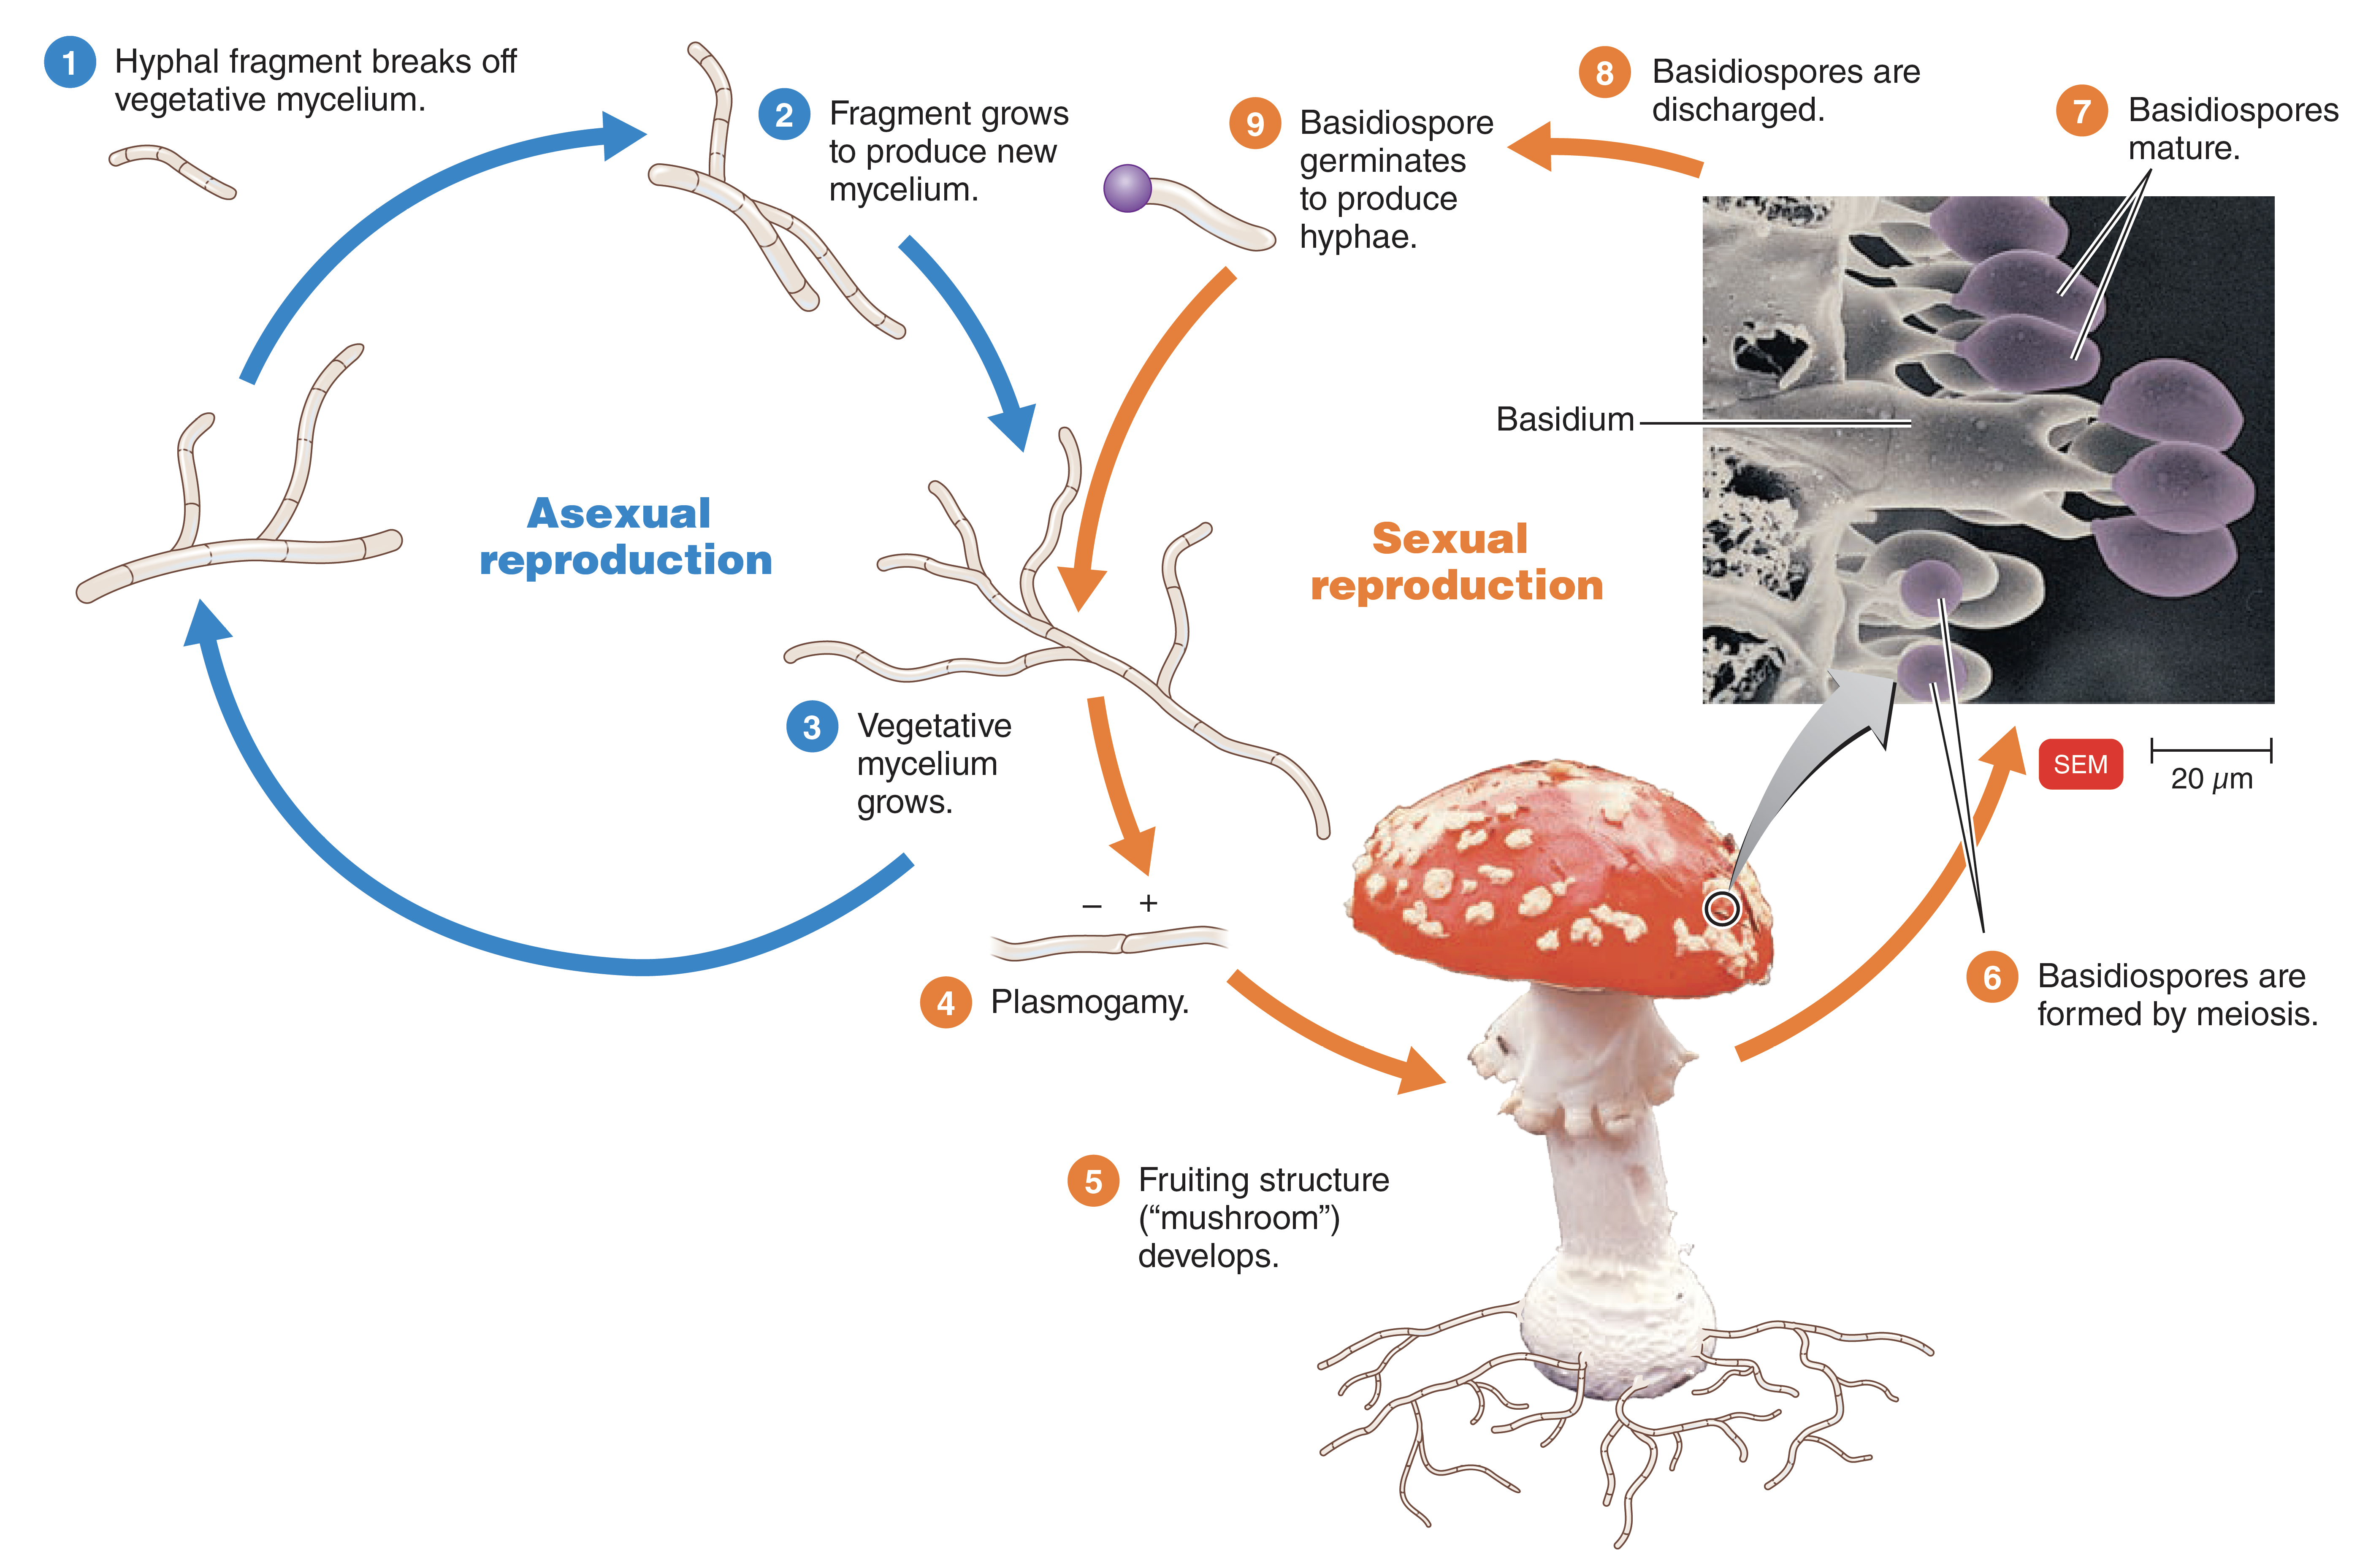 1 Hyphal fragment breaks off
vegetative mycelium.
2 Fragment grows
to produce new
mycelium.
9 Basidiospore
germinates
to produce
hyphae.
8 Basidiospores are
discharged.
7 Basidiospores
mature.
Basidium
Asexual
reproduction
Sexual
reproduction
3 Vegetative
mycelium
grows.
SEM
20 µm
– +
4 Plasmogamy.
6 Basidiospores are
formed by meiosis.
5 Fruiting structure
(“mushroom”)
develops.